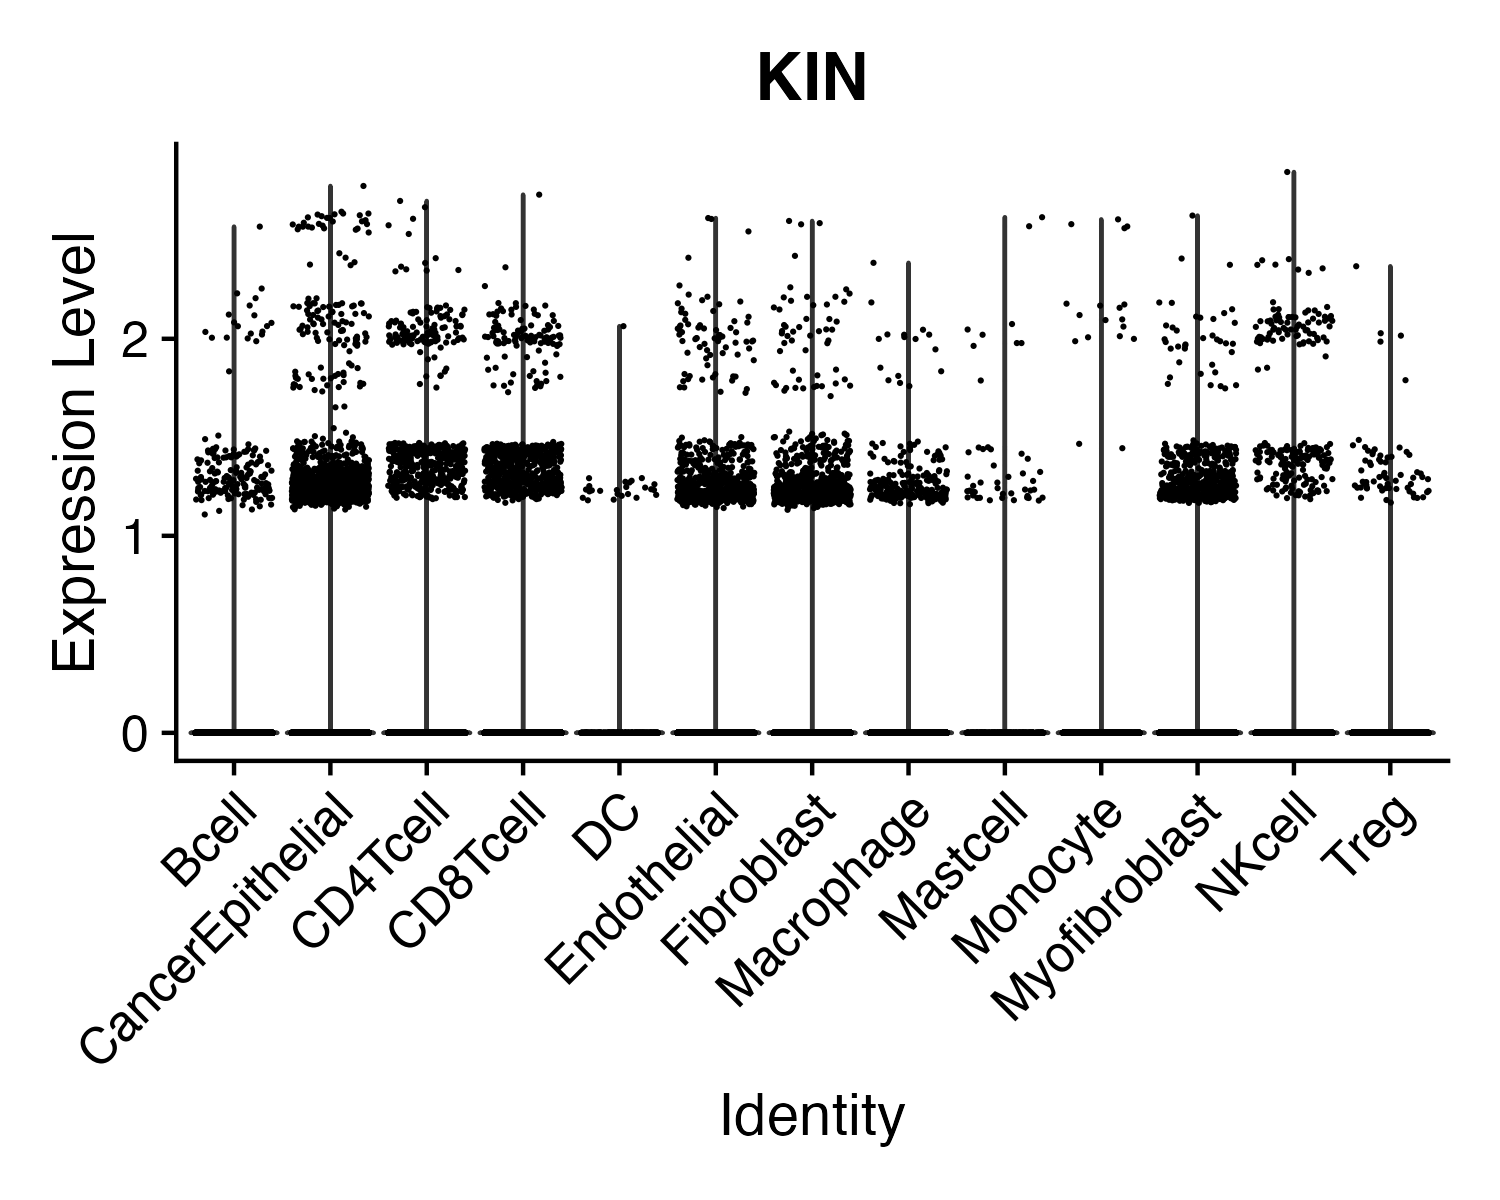 KIN
Expression Level
2
1
0
Bcell
CancerEpithelial
CD4Tcell
CD8Tcell
DC
Endothelial
Fibroblast
Macrophage
Mastcell
Monocyte
Myofibroblast
NKcell
Treg
Identity